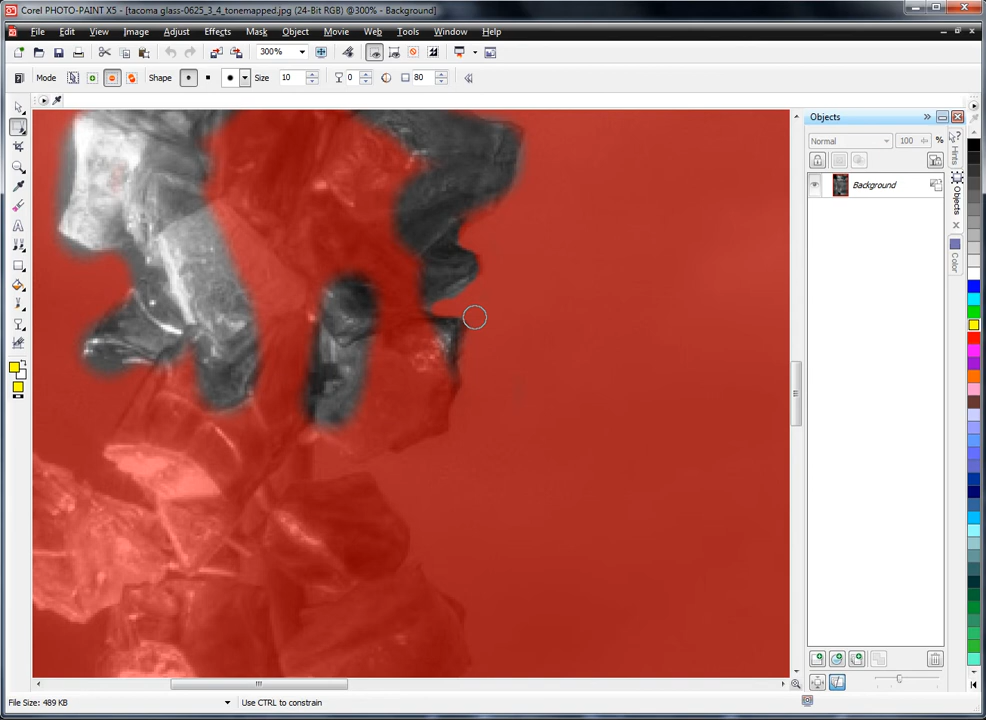 Corel PHOTO-PAINT X5 - [tacoma glass-0625_3_4_tonemapped.jpg (24-Bit RGB) @300% - Background]
File Edit View Image Adjust Effects Mask Object Movie Web Tools Window Help
300%
Mode Shape Size 10 0 80
Objects
Normal 100 %
Background
Hints
Objects
Color
File Size: 489 KB Use CTRL to constrain